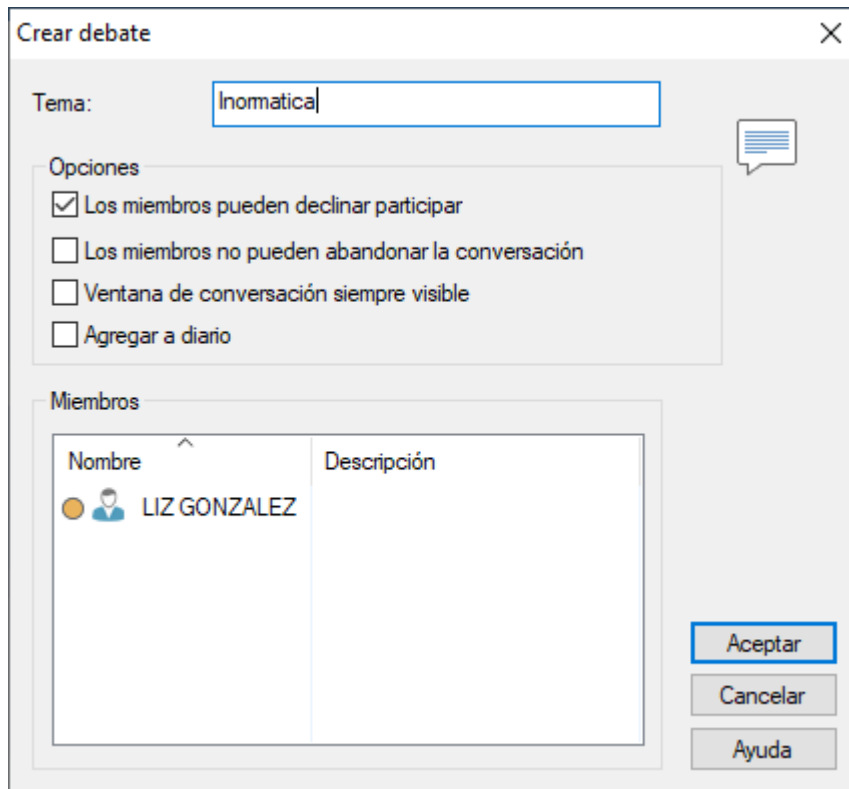 Crear debate
Tema:
Inormatica
Opciones
Los miembros pueden declinar participar
Los miembros no pueden abandonar la conversación
Ventana de conversación siempre visible
Agregar a diario
Miembros
Nombre Descripción
LIZ GONZALEZ
Aceptar
Cancelar
Ayuda